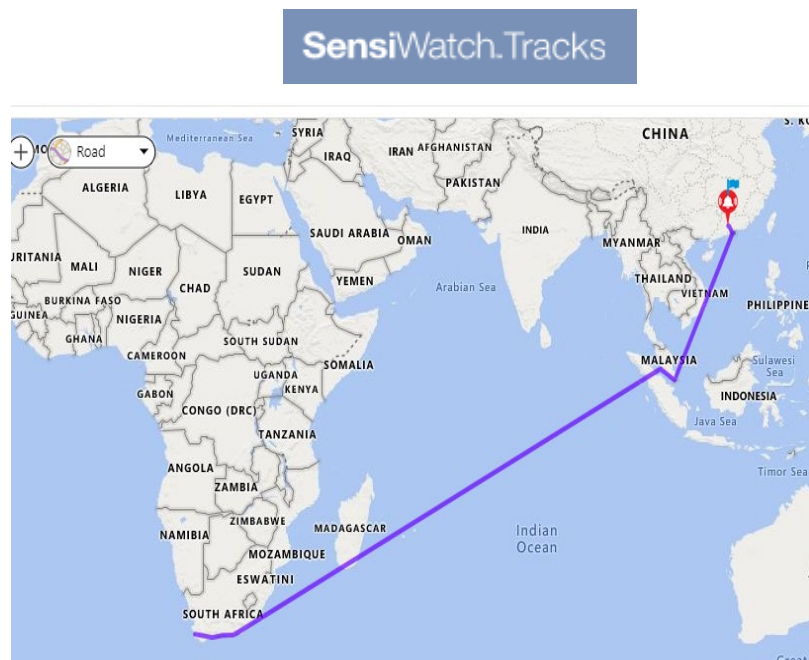 SensiWatch.Tracks
Mediterranean Sea
SYRIA
CHINA
Road
IRAQ
IRAN
AFGHANISTAN
ALGERIA
LIBYA
EGYPT
PAKISTAN
SAUDI ARABIA
OMAN
INDIA
MYANMAR
MALI
NIGER
SUDAN
CHAD
YEMEN
Arabian Sea
THAILAND
VIETNAM
PHILIPPINE
BURKINA FASO
NIGERIA
GHANA
SOUTH SUDAN
CAMEROON
SOMALIA
UGANDA
KENYA
MALAYSIA
Sulawesi
Sea
GABON
CONGO (DRC)
INDONESIA
TANZANIA
Java Sea
ANGOLA
ZAMBIA
Timor Sea
ZIMBABWE
MADAGASCAR
NAMIBIA
MOZAMBIQUE
Indian
Ocean
ESWATINI
SOUTH AFRICA